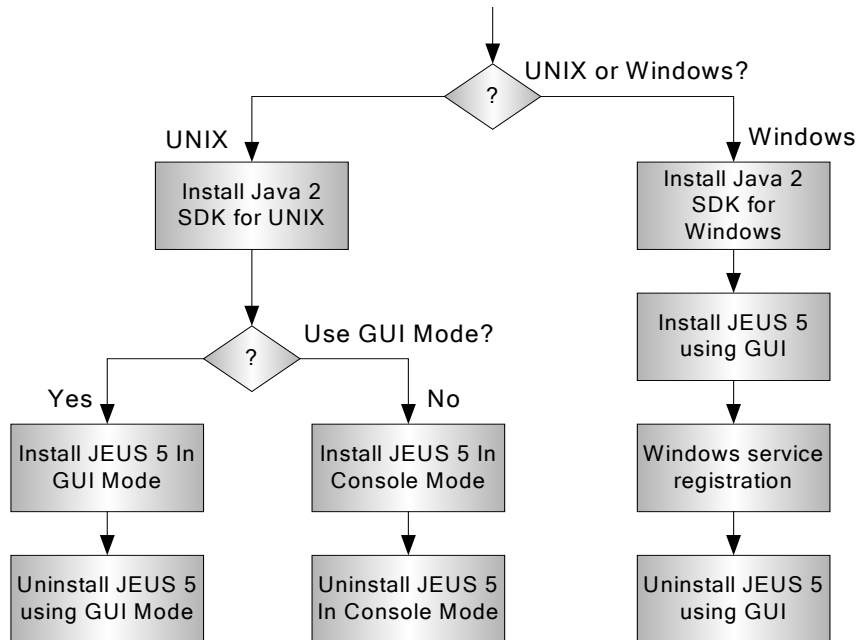 UNIX or Windows?
?
UNIX
Windows
Install Java 2
SDK for UNIX
Install Java 2
SDK for
Windows
Use GUI Mode?
?
Install JEUS 5
using GUI
Yes
No
Install JEUS 5 In
GUI Mode
Install JEUS 5 In
Console Mode
Windows service
registration
Uninstall JEUS 5
using GUI Mode
Uninstall JEUS 5
In Console Mode
Uninstall JEUS 5
using GUI